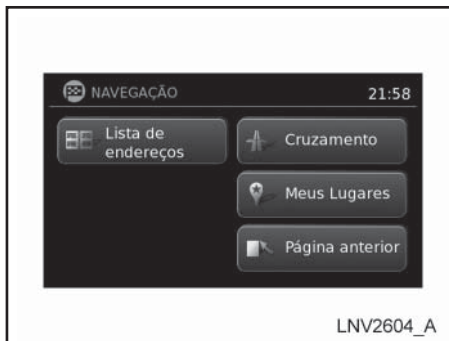 NAVEGAÇÃO 21:58
Lista de
endereços
Cruzamento
Meus Lugares
Página anterior
LNV2604_A